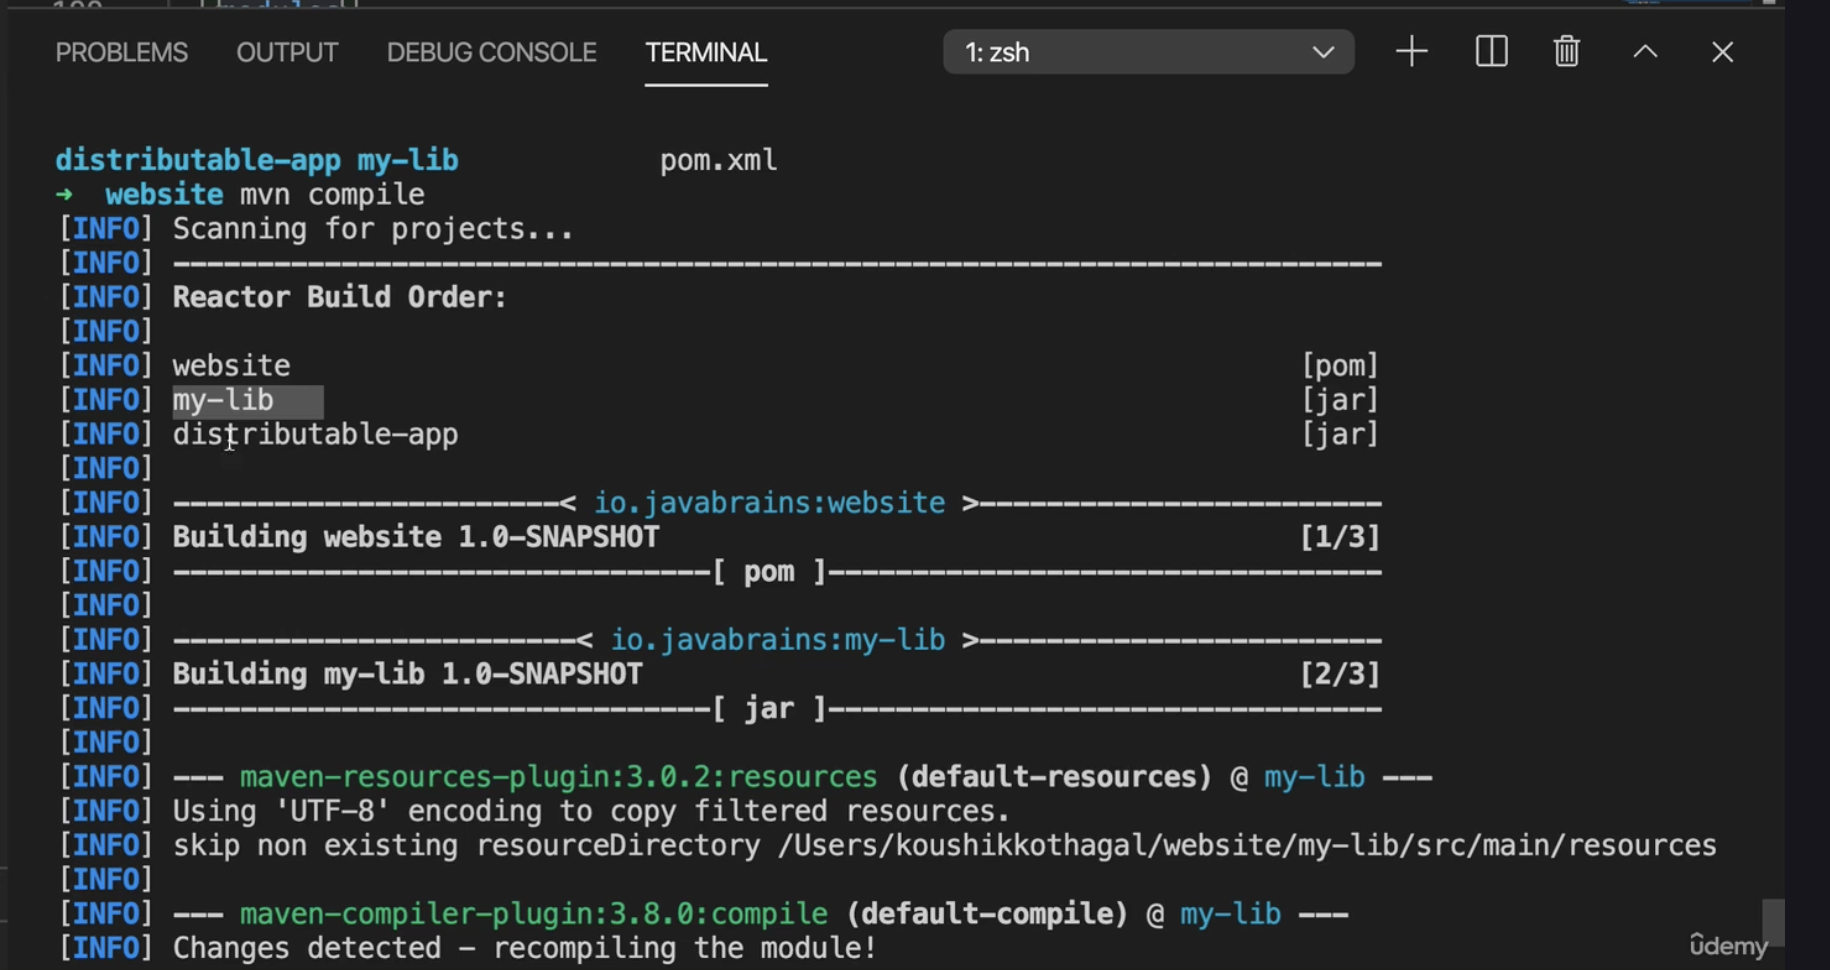 PROBLEMS OUTPUT DEBUG CONSOLE TERMINAL 1: zsh
distributable-app my-lib pom.xml
➜ website mvn compile
[INFO] Scanning for projects...
[INFO] ------------------------------------------------------------------------
[INFO] Reactor Build Order:
[INFO]
[INFO] website [pom]
[INFO] my-lib [jar]
[INFO] distributable-app [jar]
[INFO]
[INFO] -----------------------< io.javabrains:website >------------------------
[INFO] Building website 1.0-SNAPSHOT [1/3]
[INFO] --------------------------------[ pom ]---------------------------------
[INFO]
[INFO] ------------------------< io.javabrains:my-lib >------------------------
[INFO] Building my-lib 1.0-SNAPSHOT [2/3]
[INFO] --------------------------------[ jar ]---------------------------------
[INFO]
[INFO] --- maven-resources-plugin:3.0.2:resources (default-resources) @ my-lib ---
[INFO] Using 'UTF-8' encoding to copy filtered resources.
[INFO] skip non existing resourceDirectory /Users/koushikkothagal/website/my-lib/src/main/resources
[INFO]
[INFO] --- maven-compiler-plugin:3.8.0:compile (default-compile) @ my-lib ---
[INFO] Changes detected - recompiling the module!
ûdemy